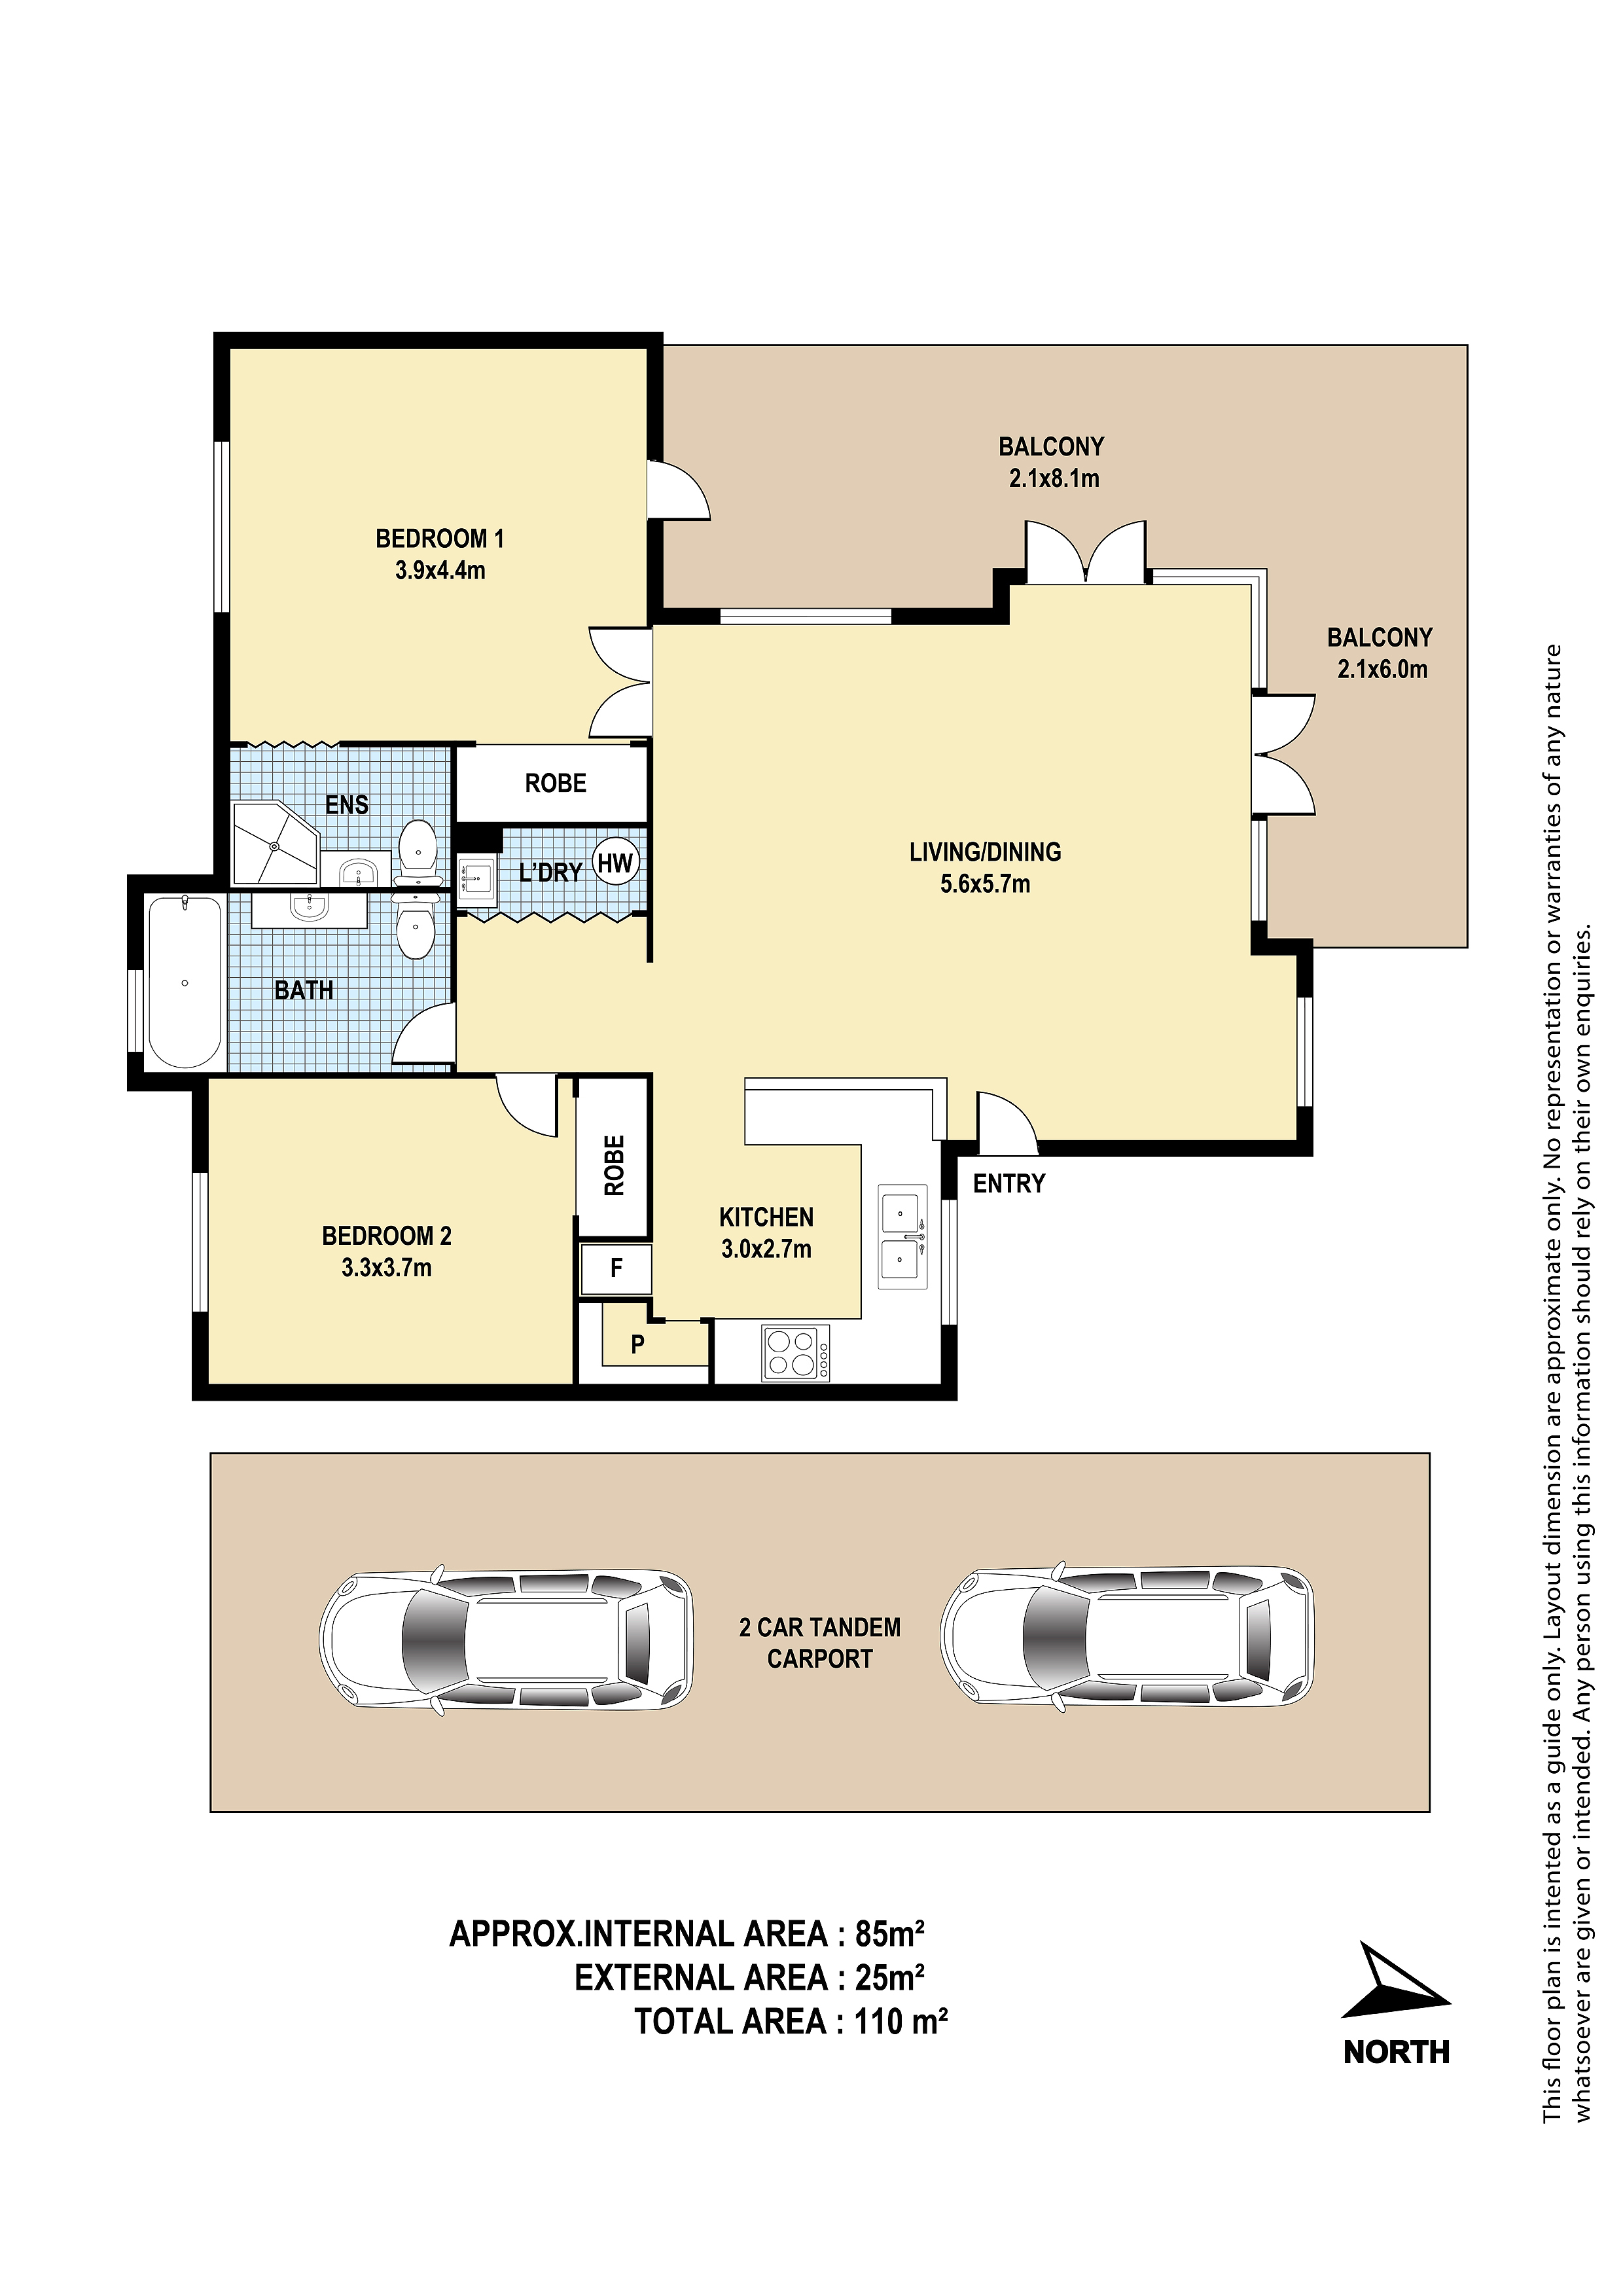 BALCONY
2.1x8.1m
BEDROOM 1
3.9x4.4m
BALCONY
2.1x6.0m
ENS
ROBE
L'DRY
HW
LIVING/DINING
5.6x5.7m
BATH
ROBE
ENTRY
KITCHEN
3.0x2.7m
BEDROOM 2
3.3x3.7m
F
P
2 CAR TANDEM
CARPORT
APPROX.INTERNAL AREA : 85m²
EXTERNAL AREA : 25m²
TOTAL AREA : 110 m²
NORTH
This floor plan is intented as a guide only. Layout dimension are approximate only. No representation or warranties of any nature
whatsoever are given or intended. Any person using this information should rely on their own enquiries.